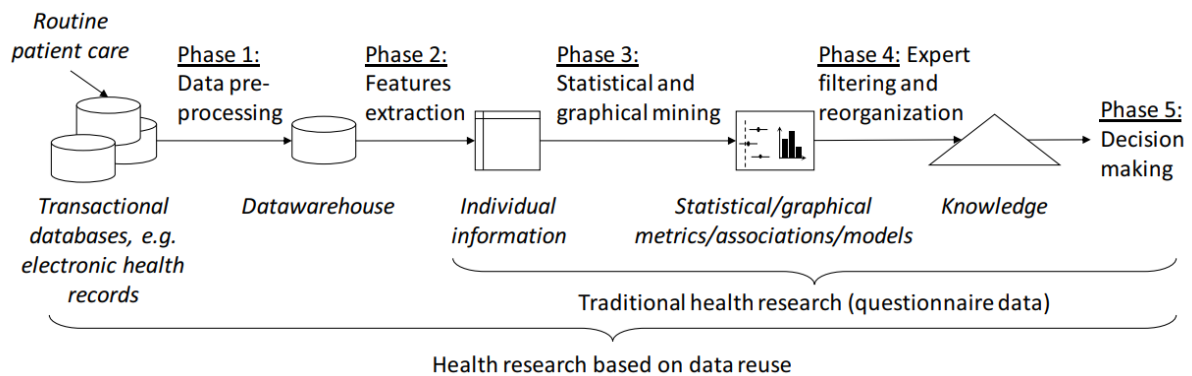 Routine
patient care
Phase 1:
Data pre-
processing
Phase 2:
Features
extraction
Phase 3:
Statistical and
graphical mining
Phase 4: Expert
filtering and
reorganization
Phase 5:
Decision
making
Transactional
databases, e.g.
electronic health
records
Datawarehouse
Individual
information
Statistical/graphical
metrics/associations/models
Knowledge
Traditional health research (questionnaire data)
Health research based on data reuse